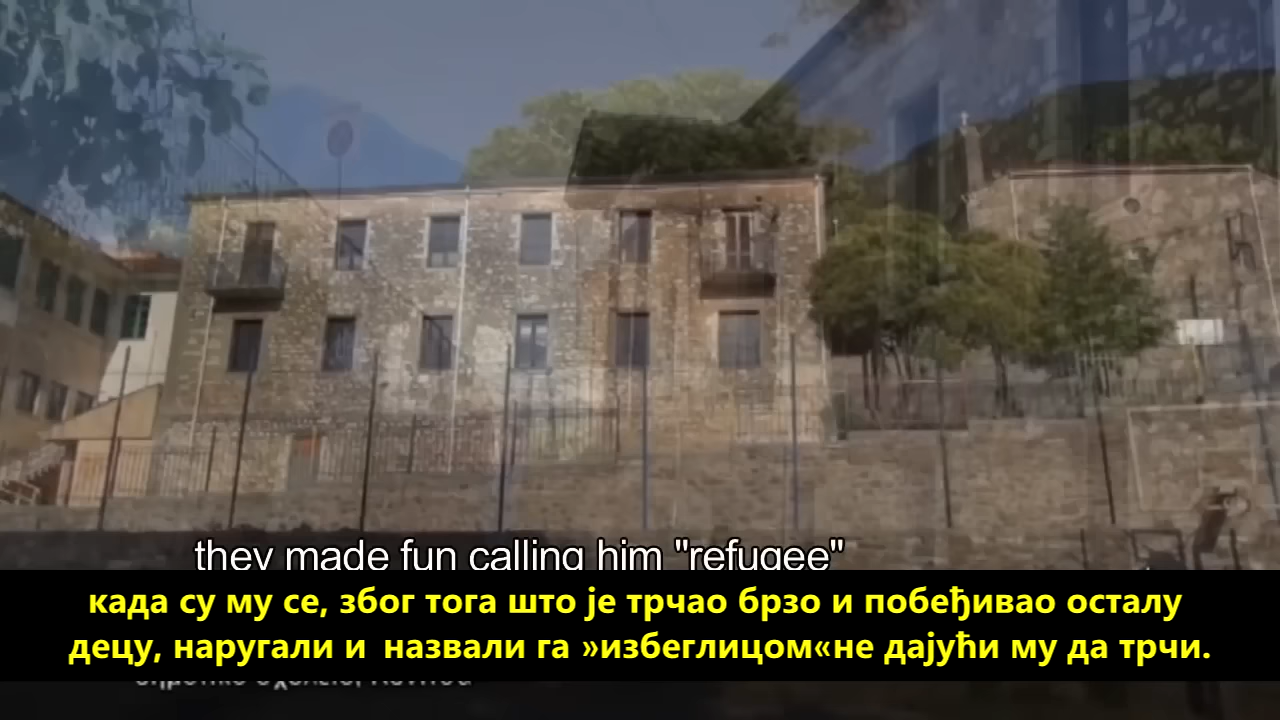 they made fun calling him "refugee"
када су му се, због тога што је трчао брзо и побеђивао осталу
децу, наругали и назвали га »избеглицом«не дајући му да трчи.